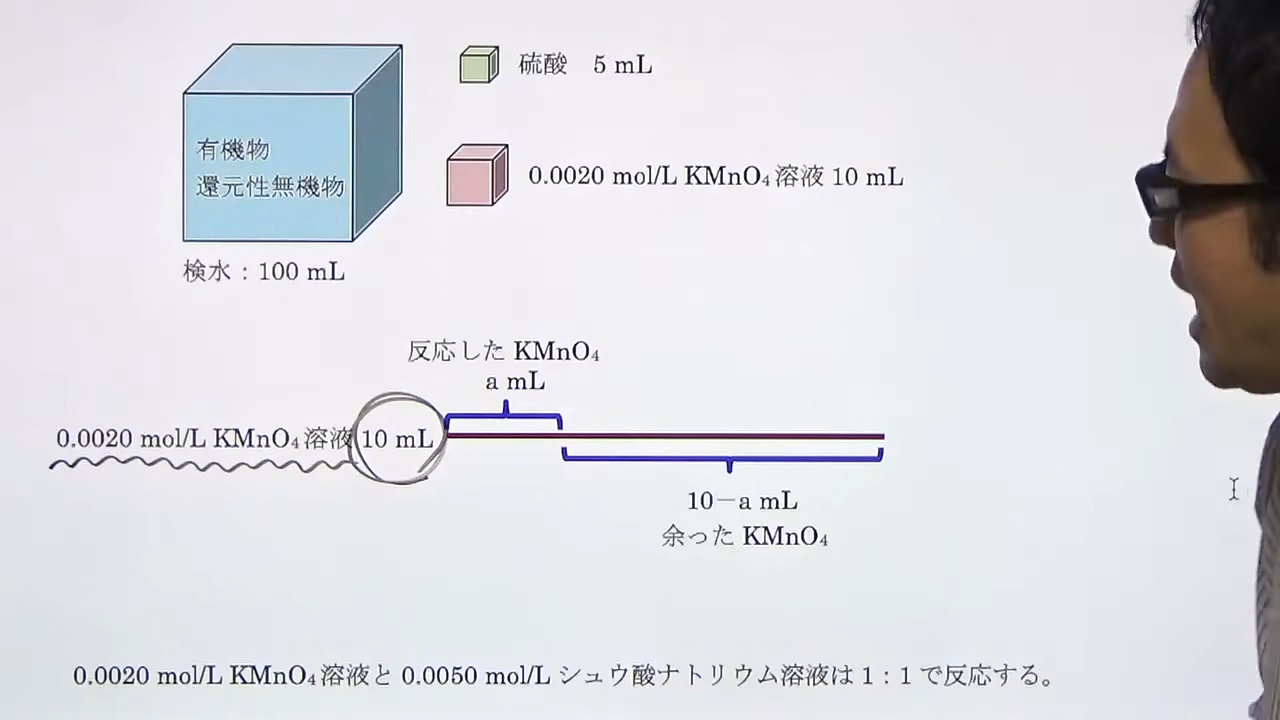 硫酸 5 mL
有機物
還元性無機物
0.0020 mol/L KMnO₄溶液 10 mL
検水：100 mL
反応した KMnO₄
a mL
0.0020 mol/L KMnO₄溶液 10 mL
10－a mL
余った KMnO₄
0.0020 mol/L KMnO₄溶液と 0.0050 mol/L シュウ酸ナトリウム溶液は 1：1 で反応する。